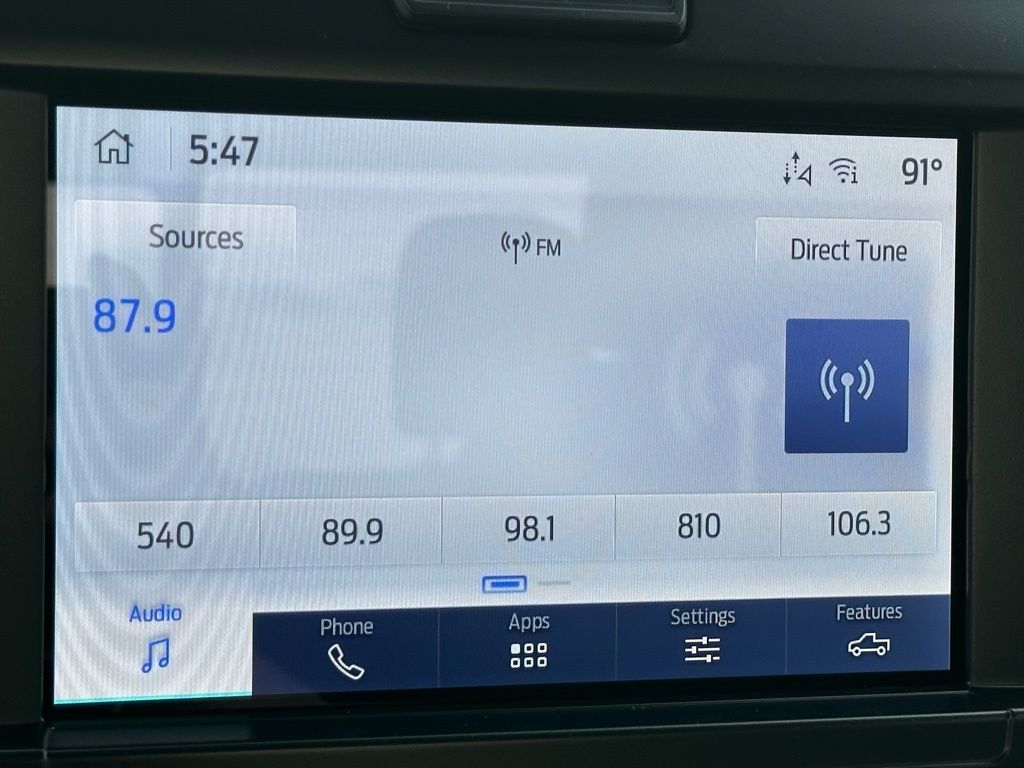 5:47
91°
Sources
FM
Direct Tune
87.9
540
89.9
98.1
810
106.3
Audio
Phone
Apps
Settings
Features